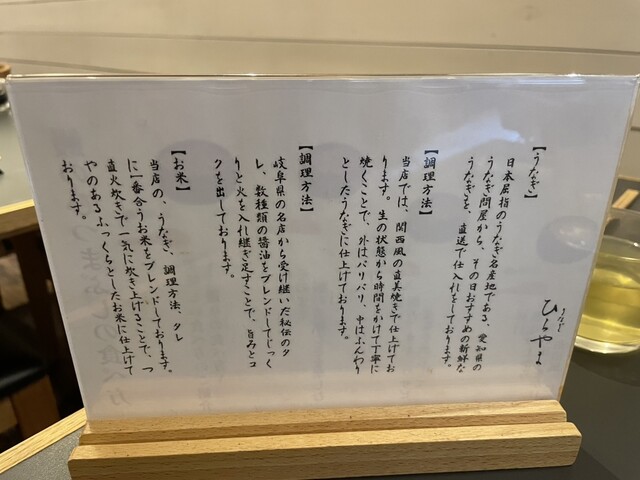 うなぎ
ひらやま
【うなぎ】
日本屈指のうなぎ名産地である、愛知県の
うなぎ問屋から、その日おすすめの新鮮な
うなぎを、直送で仕入れをしております。
【調理方法】
当店では、関西風の直美焼きで仕上げてお
ります。生の状態から時間をかけて丁寧に
焼くことで、外はパリパリ、中はふんわり
としたうなぎに仕上げております。
【調理方法】
岐阜県の名店から受け継いだ秘伝のタ
レ、数種類の醤油をブレンドしてじっく
りと火を入れ継ぎ足すことで、旨みとコ
クを出しております。
【お米】
当店の、うなぎ、調理方法、タレ
に一番合うお米をブレンドしております。
直火炊きで一気に炊き上げることで、つ
やのあるふっくらとしたお米に仕上げて
おります。